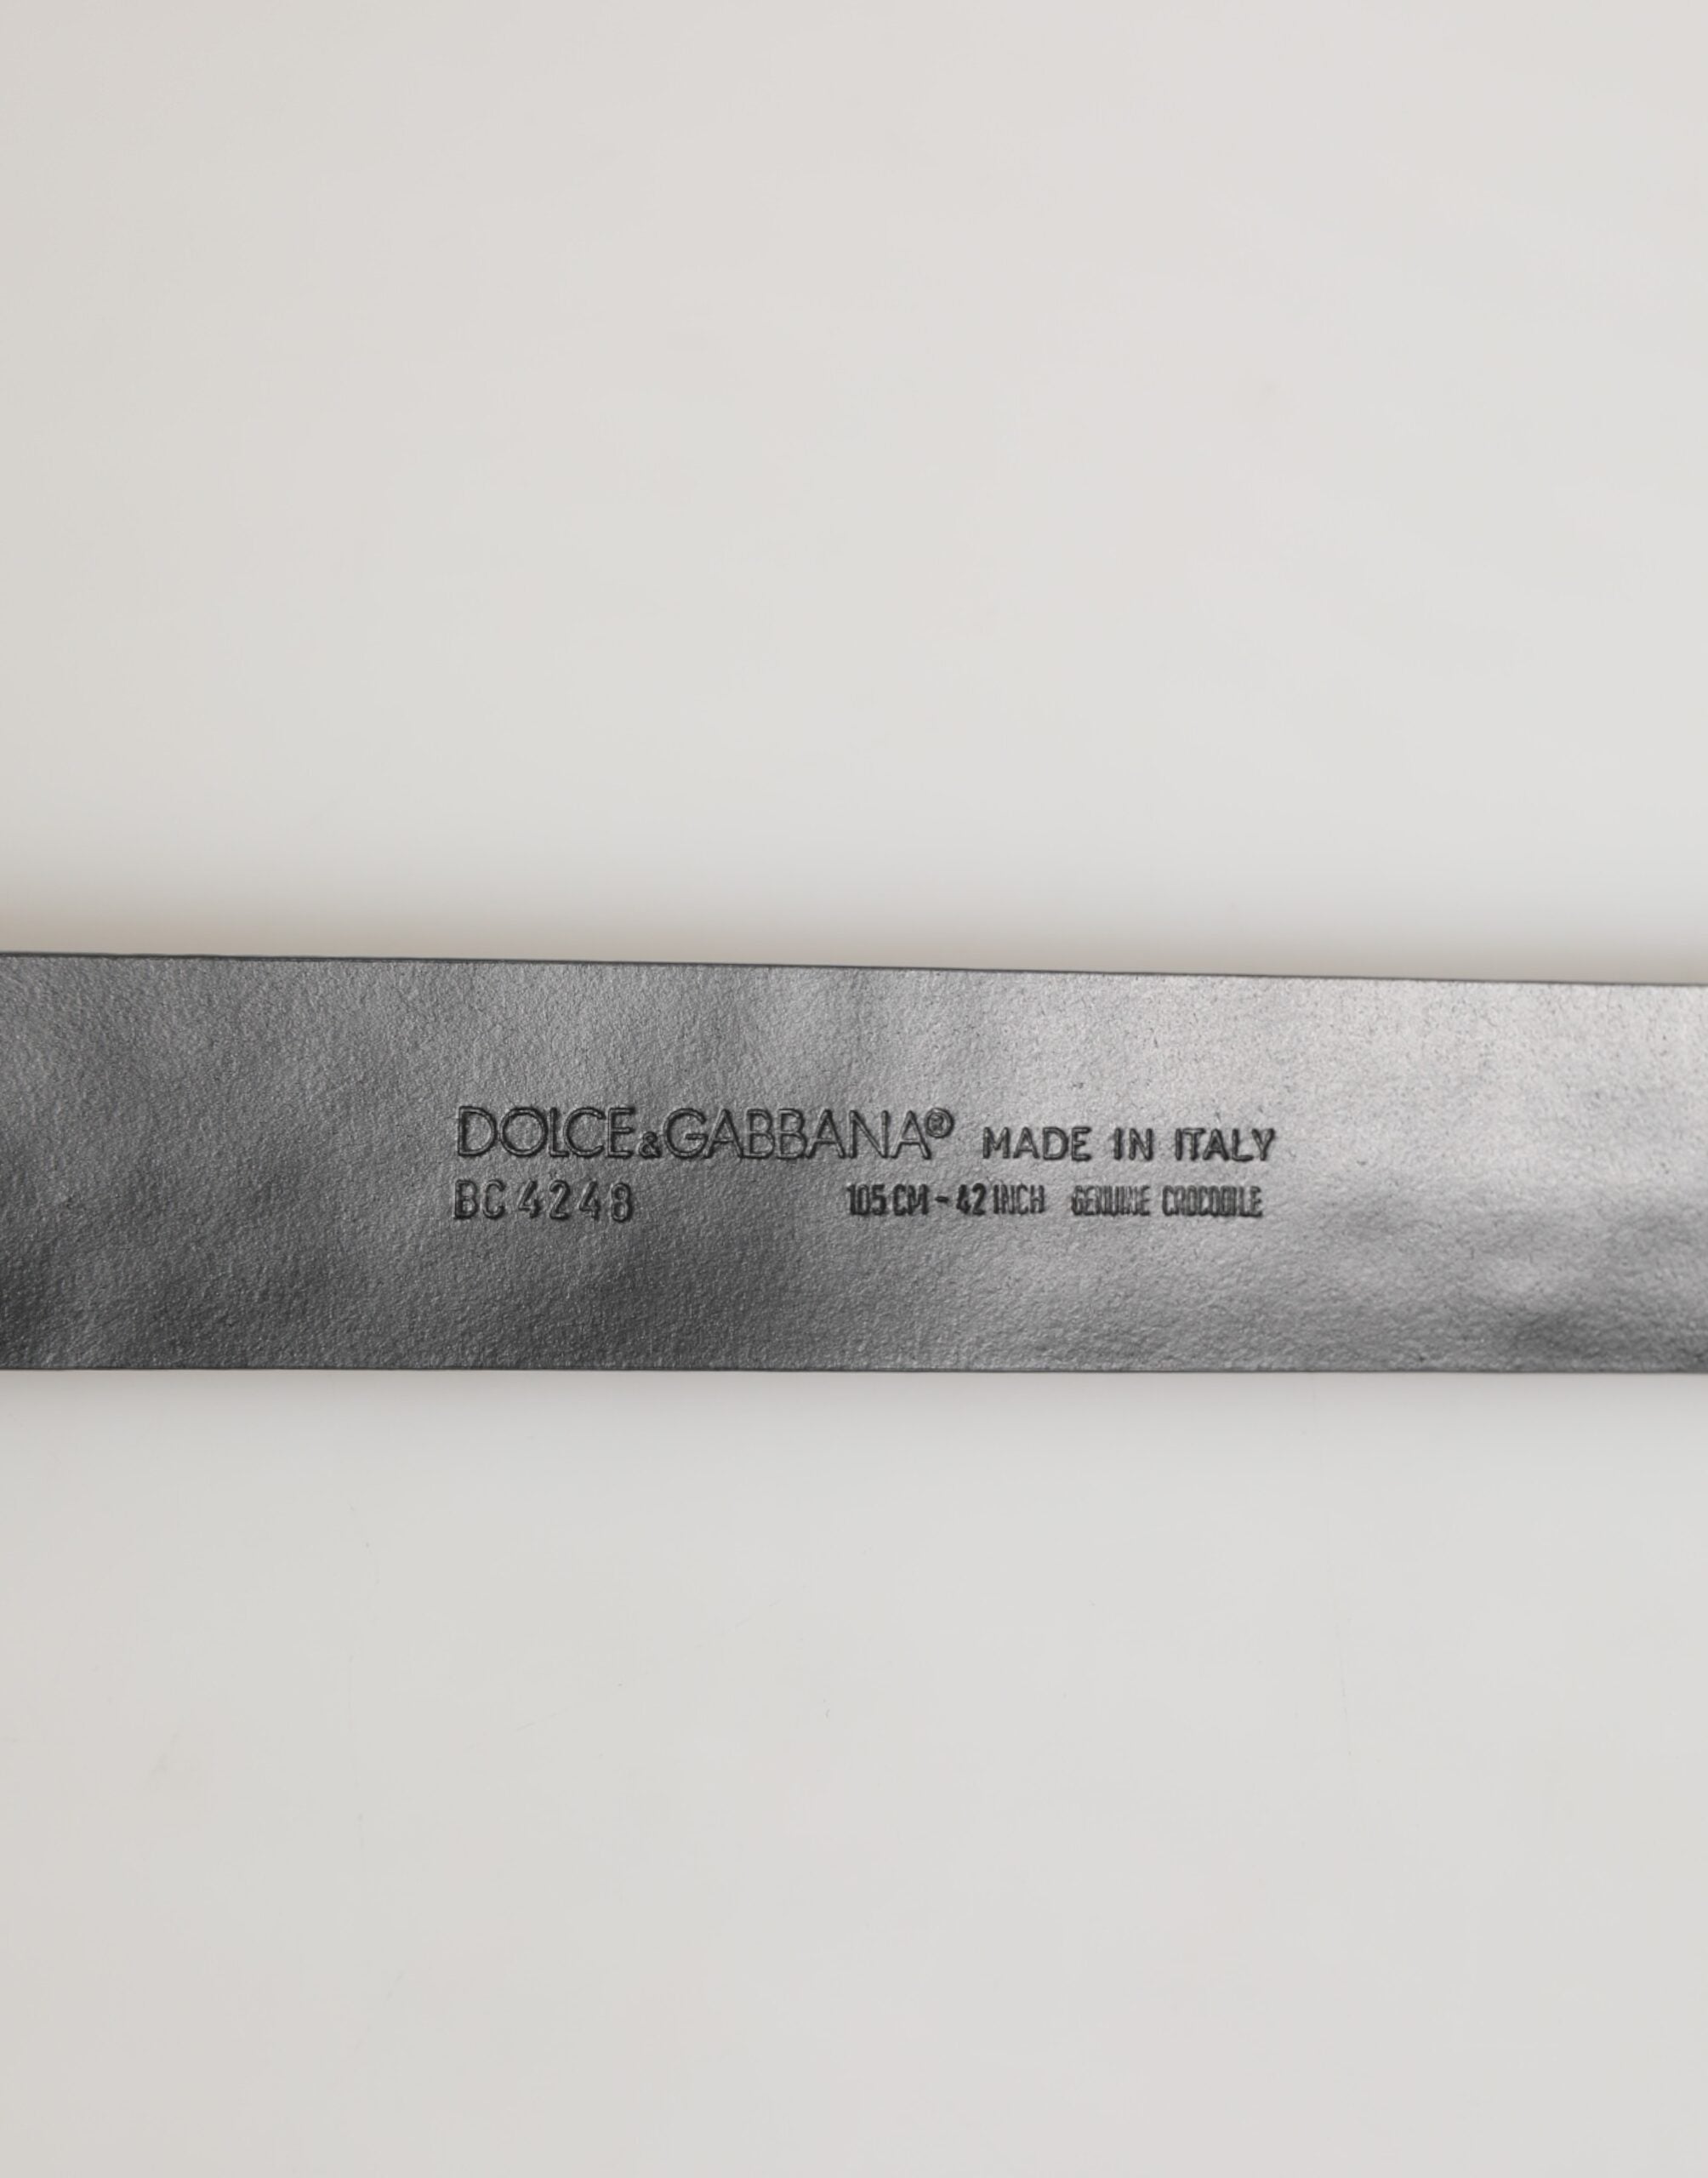 DOLCE&GABBANA® MADE IN ITALY
BC 4248 105 CM - 42 INCH GENUINE CROCODILE